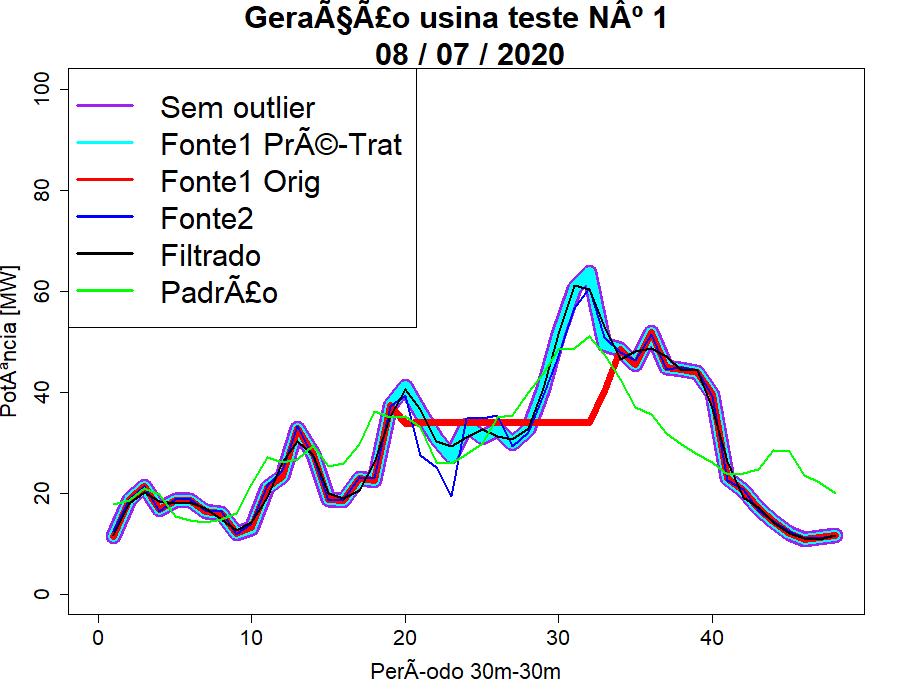 GeraÃ§Ã£o usina teste NÂº 1
08 / 07 / 2020
Sem outlier
Fonte1 PrÃ©-Trat
Fonte1 Orig
Fonte2
Filtrado
PadrÃ£o
PotÃªncia [MW]
100
80
60
40
20
0
0 10 20 30 40
PerÃ­-odo 30m-30m